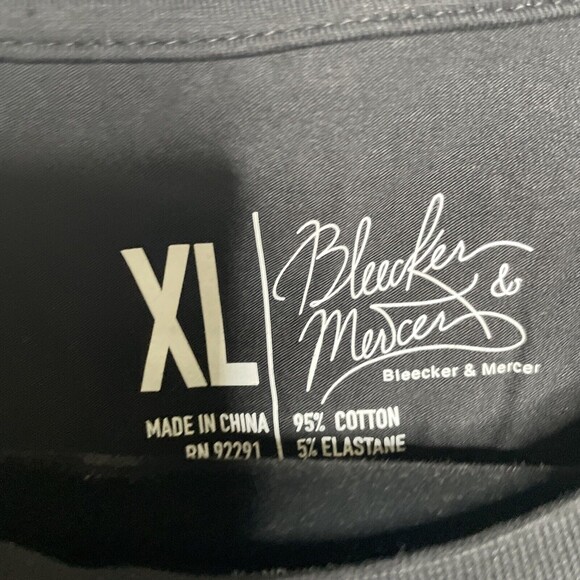 XL
Bleecker &
Mercer
Bleecker & Mercer
MADE IN CHINA
RN 92291
95% COTTON
5% ELASTANE